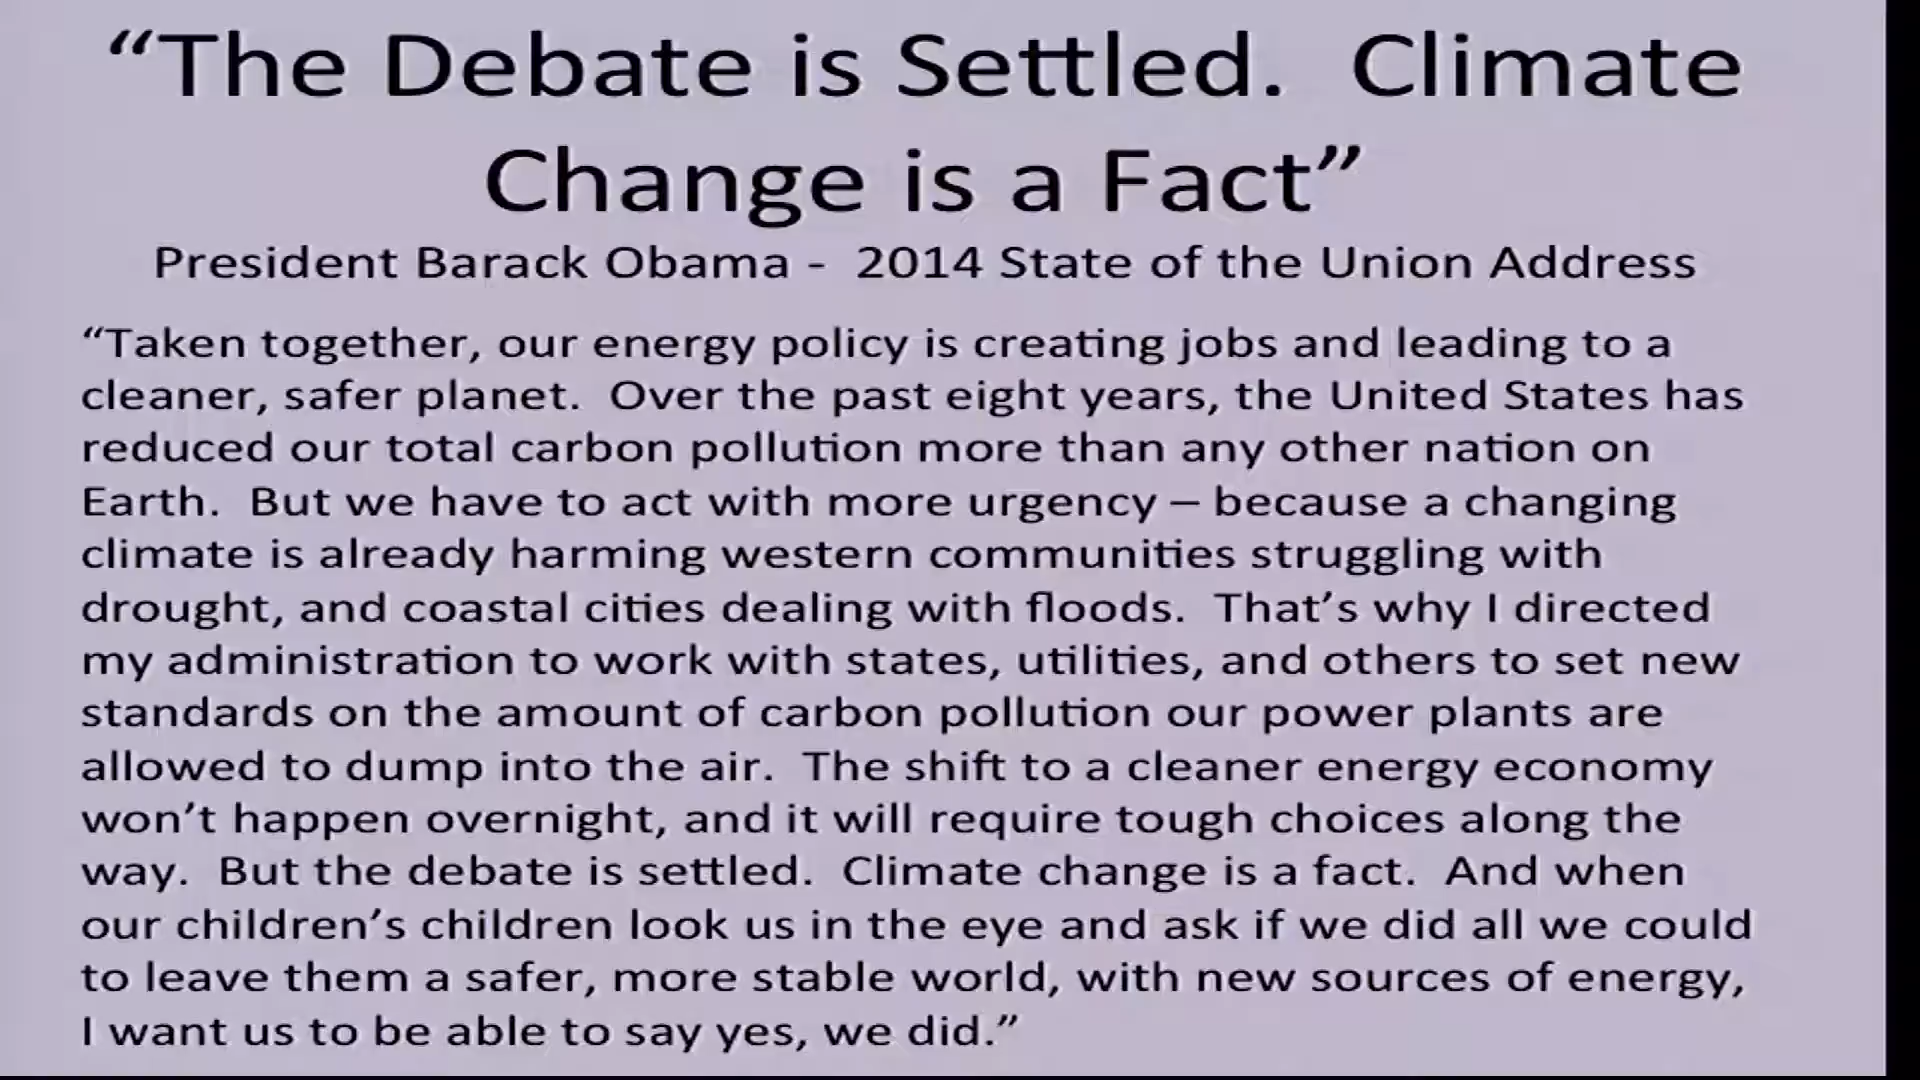 “The Debate is Settled.  Climate
Change is a Fact”
President Barack Obama -  2014 State of the Union Address
“Taken together, our energy policy is creating jobs and leading to a
cleaner, safer planet.  Over the past eight years, the United States has
reduced our total carbon pollution more than any other nation on
Earth.  But we have to act with more urgency – because a changing
climate is already harming western communities struggling with
drought, and coastal cities dealing with floods.  That’s why I directed
my administration to work with states, utilities, and others to set new
standards on the amount of carbon pollution our power plants are
allowed to dump into the air.  The shift to a cleaner energy economy
won’t happen overnight, and it will require tough choices along the
way.  But the debate is settled.  Climate change is a fact.  And when
our children’s children look us in the eye and ask if we did all we could
to leave them a safer, more stable world, with new sources of energy,
I want us to be able to say yes, we did.”